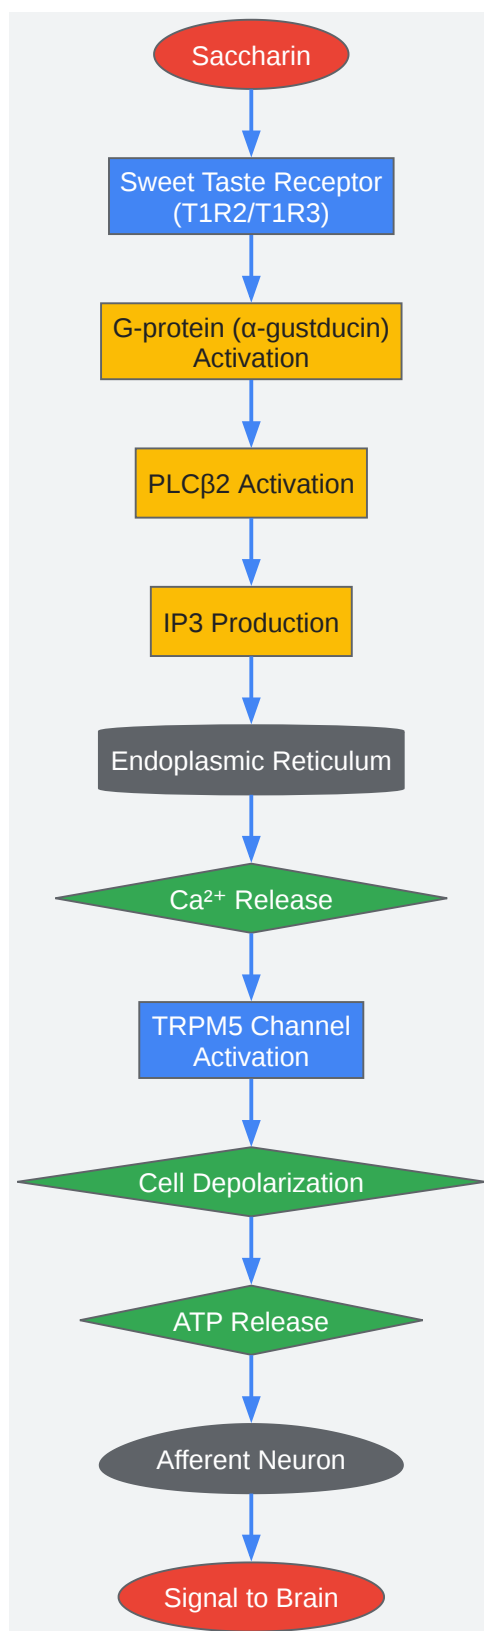 Saccharin
Sweet Taste Receptor
(T1R2/T1R3)
G-protein (α-gustducin)
Activation
PLCβ2 Activation
IP3 Production
Endoplasmic Reticulum
Ca²⁺ Release
TRPM5 Channel
Activation
Cell Depolarization
ATP Release
Afferent Neuron
Signal to Brain